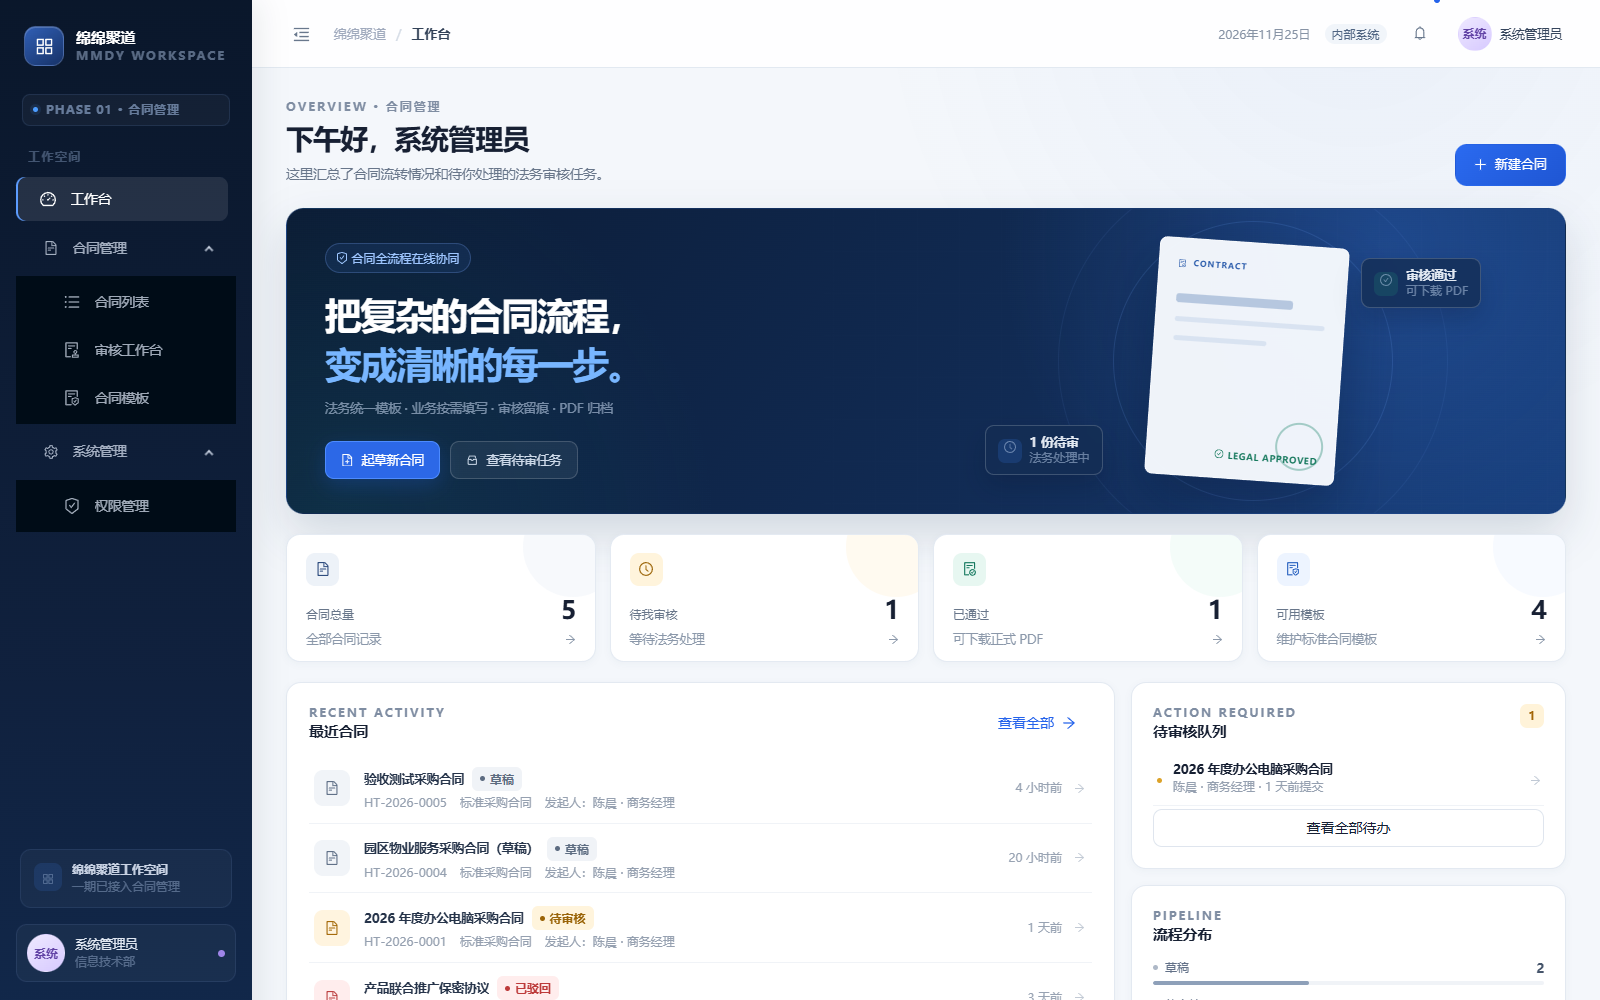 绵绵聚道
MMDY WORKSPACE
PHASE 01 • 合同管理
工作空间
工作台
合同管理
合同列表
审核工作台
合同模板
系统管理
权限管理
绵绵聚道工作空间
一期已接入合同管理
系统
系统管理员
信息技术部
绵绵聚道 / 工作台
2026年11月25日
内部系统
系统
系统管理员
OVERVIEW • 合同管理
下午好，系统管理员
这里汇总了合同流转情况和待你处理的法务审核任务。
新建合同
合同全流程在线协同
把复杂的合同流程，
变成清晰的每一步。
法务统一模板 · 业务按需填写 · 审核留痕 · PDF 归档
起草新合同
查看待审任务
CONTRACT
LEGAL APPROVED
审核通过
可下载 PDF
1 份待审
法务处理中
合同总量
5
全部合同记录
待我审核
1
等待法务处理
已通过
1
可下载正式 PDF
可用模板
4
维护标准合同模板
RECENT ACTIVITY
最近合同
查看全部
验收测试采购合同
草稿
HT-2026-0005 标准采购合同 发起人：陈晨 · 商务经理
4 小时前
园区物业服务采购合同（草稿）
草稿
HT-2026-0004 标准采购合同 发起人：陈晨 · 商务经理
20 小时前
2026 年度办公电脑采购合同
待审核
HT-2026-0001 标准采购合同 发起人：陈晨 · 商务经理
1 天前
产品联合推广保密协议
已驳回
3 天前
ACTION REQUIRED
待审核队列
1
2026 年度办公电脑采购合同
陈晨 · 商务经理 · 1 天前提交
查看全部待办
PIPELINE
流程分布
草稿
2